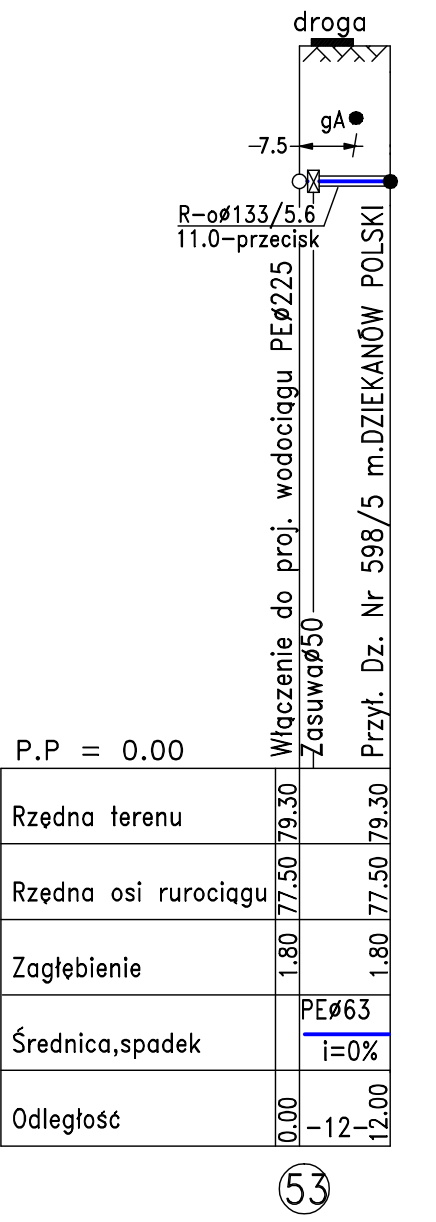 droga
gA
-7.5
R-oø133/5.6
11.0-przecisk
Włączenie do proj. wodociągu PEø225
Zasuwaø50
Przył. Dz. Nr 598/5 m.DZIEKANÓW POLSKI
P.P = 0.00
Rzędna terenu 79.30 79.30
Rzędna osi rurociągu 77.50 77.50
Zagłębienie 1.80 1.80
Średnica,spadek PEø63
i=0%
Odległość 0.00 -12- 12.00
53